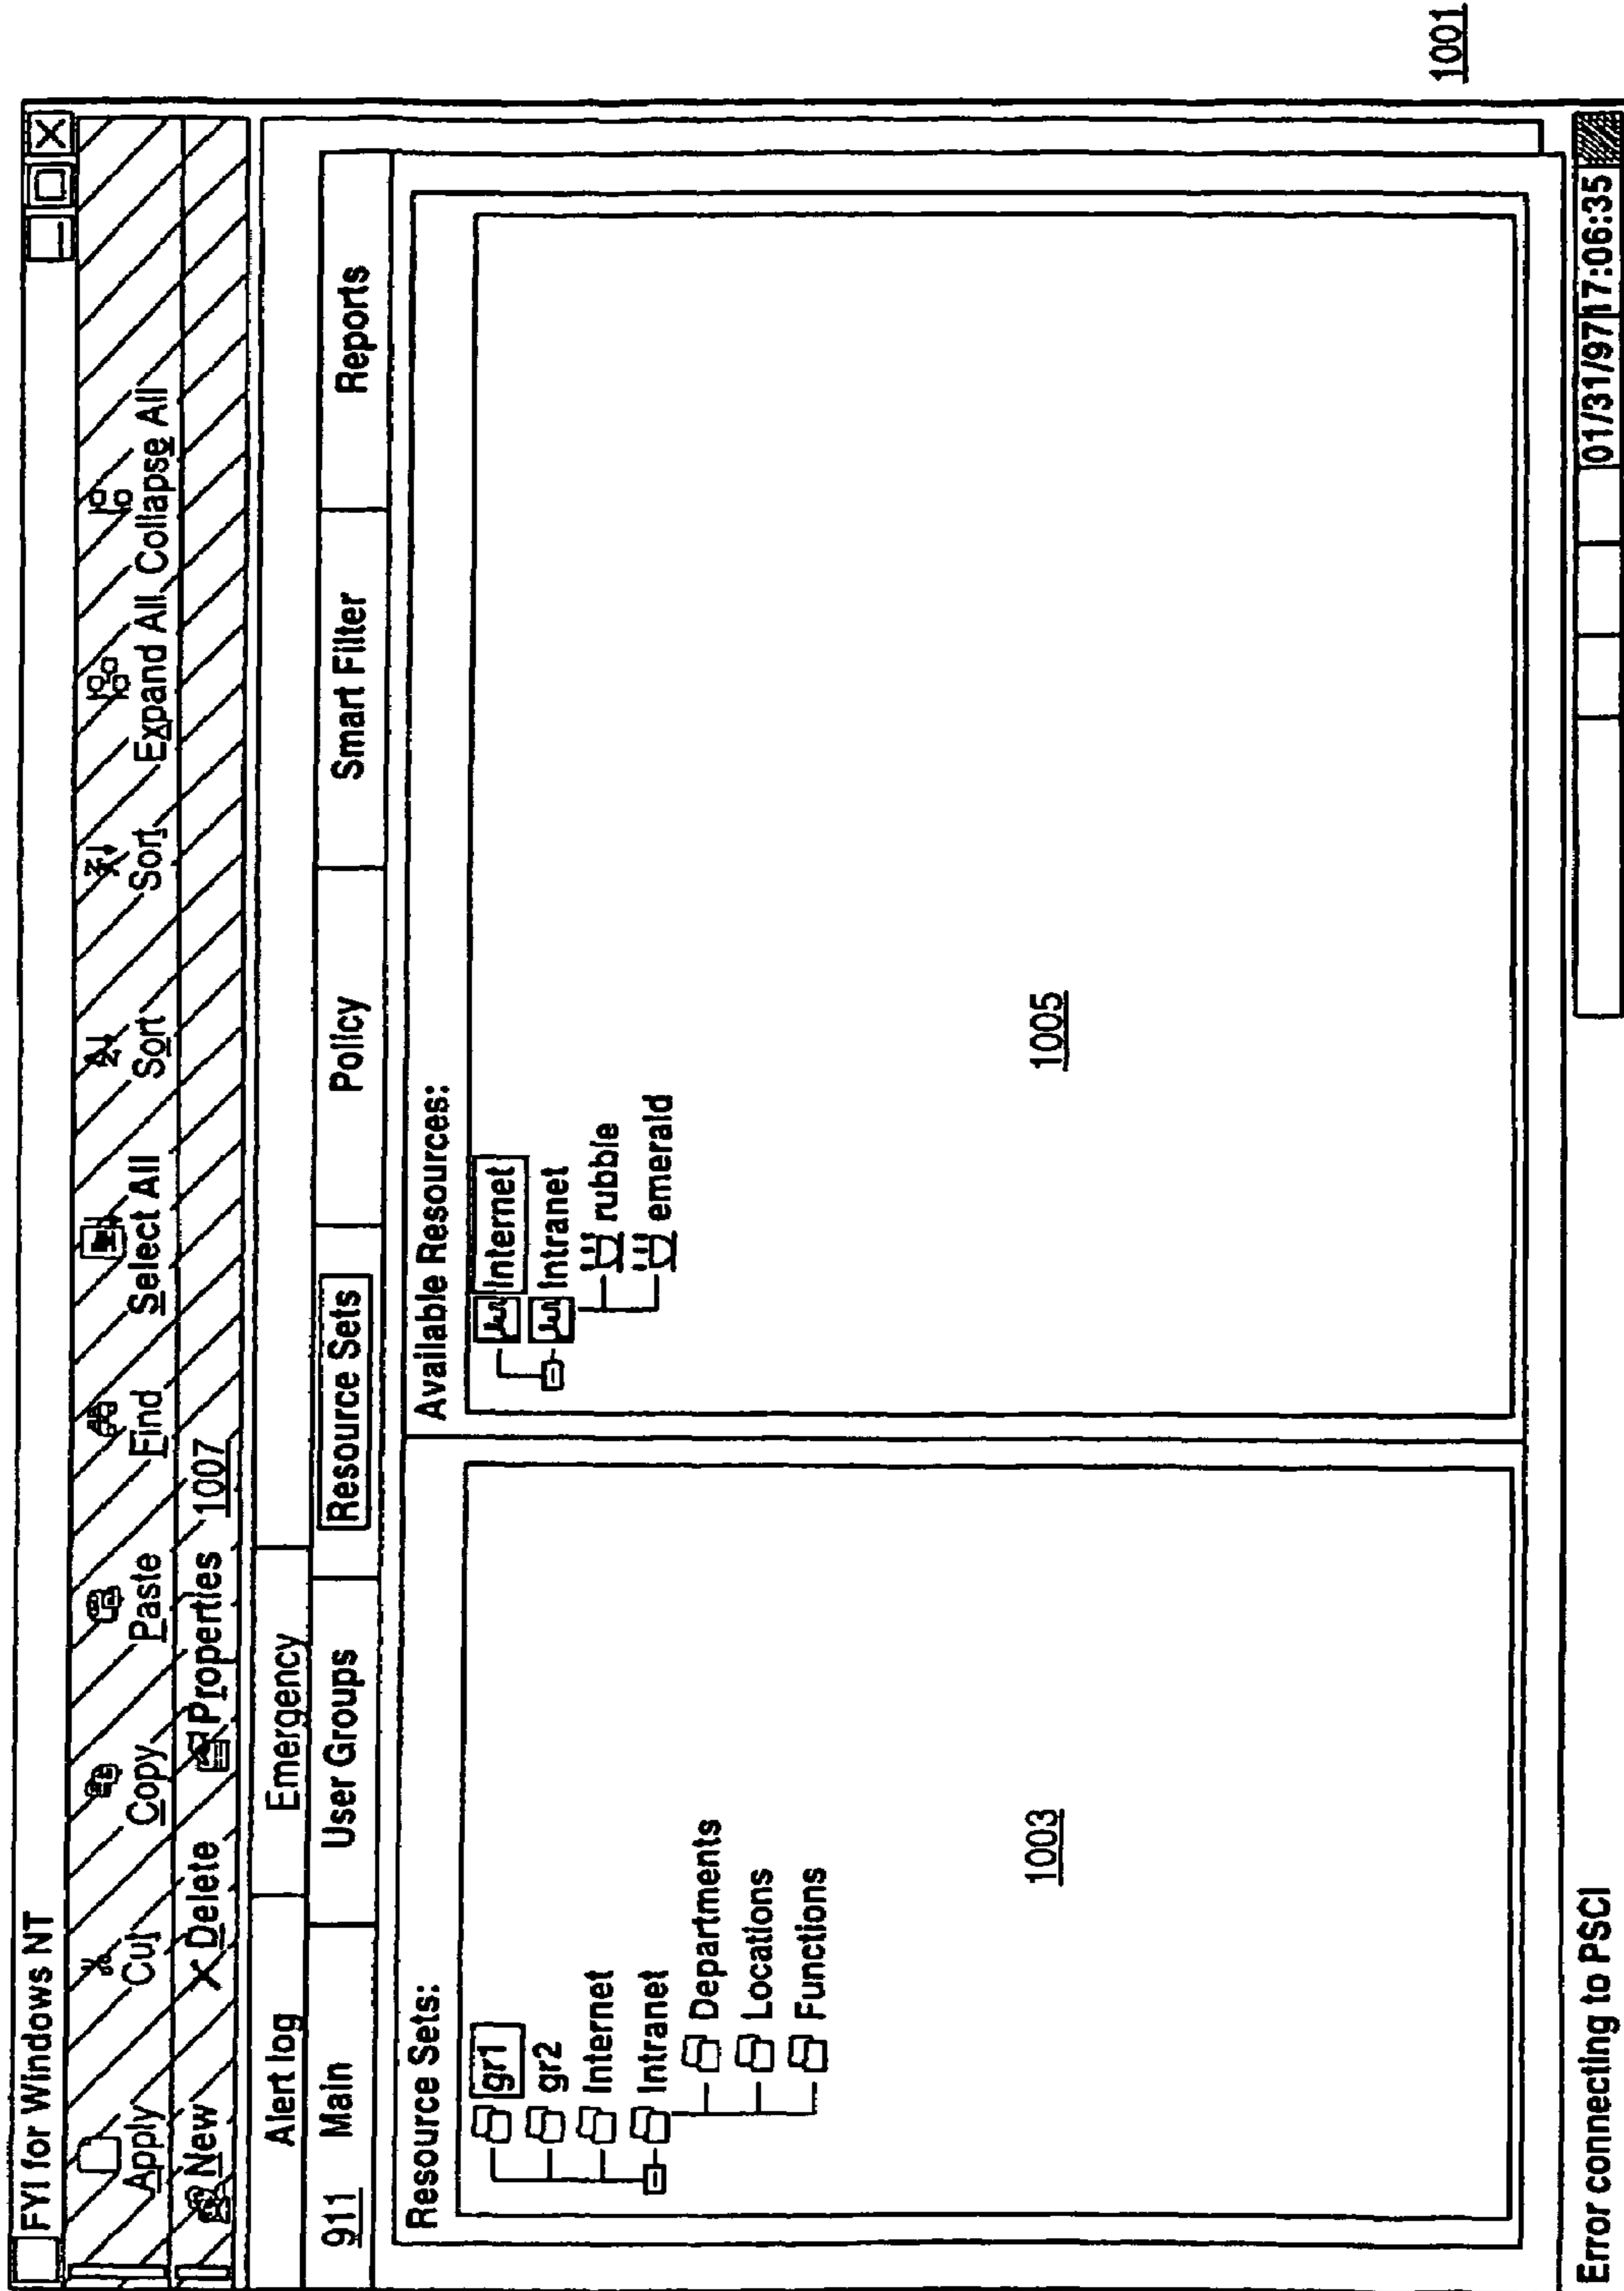 FYI for Windows NT
Apply Cut Copy Paste Find Select All Sort Sort Expand All Collapse All
New Delete Properties 1007
Alert log Emergency
911 Main User Groups Resource Sets Policy Smart Filter Reports
Resource Sets:
gr1
gr2
Internet
Intranet
Departments
Locations
Functions
1003
Available Resources:
Internet
Intranet
rubble
emerald
1005
Error connecting to PSCI 01/31/97 17:06:35
1001